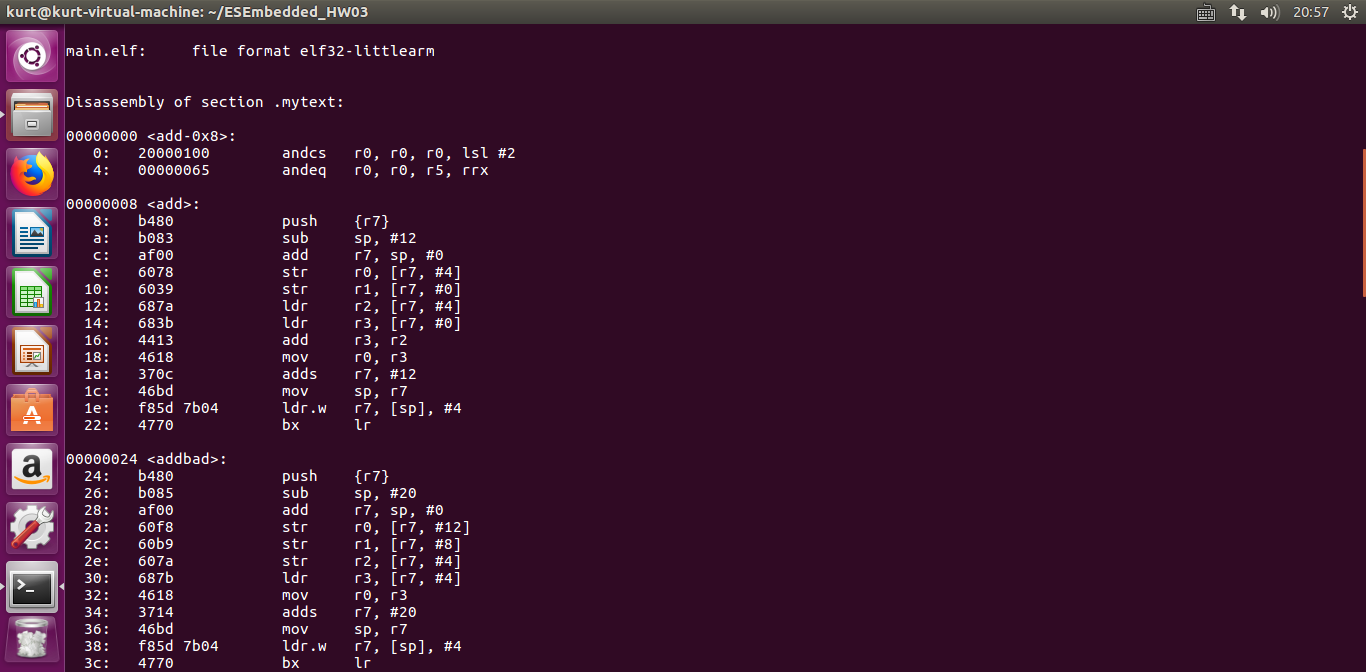 kurt@kurt-virtual-machine: ~/ESEmbedded_HW03 20:57
main.elf:     file format elf32-littlearm
Disassembly of section .mytext:
00000000 <add-0x8>:
   0:   20000100        andcs   r0, r0, r0, lsl #2
   4:   00000065        andeq   r0, r0, r5, rrx
00000008 <add>:
   8:   b480            push    {r7}
   a:   b083            sub     sp, #12
   c:   af00            add     r7, sp, #0
   e:   6078            str     r0, [r7, #4]
  10:   6039            str     r1, [r7, #0]
  12:   687a            ldr     r2, [r7, #4]
  14:   683b            ldr     r3, [r7, #0]
  16:   4413            add     r3, r2
  18:   4618            mov     r0, r3
  1a:   370c            adds    r7, #12
  1c:   46bd            mov     sp, r7
  1e:   f85d 7b04       ldr.w   r7, [sp], #4
  22:   4770            bx      lr
00000024 <addbad>:
  24:   b480            push    {r7}
  26:   b085            sub     sp, #20
  28:   af00            add     r7, sp, #0
  2a:   60f8            str     r0, [r7, #12]
  2c:   60b9            str     r1, [r7, #8]
  2e:   607a            str     r2, [r7, #4]
  30:   687b            ldr     r3, [r7, #4]
  32:   4618            mov     r0, r3
  34:   3714            adds    r7, #20
  36:   46bd            mov     sp, r7
  38:   f85d 7b04       ldr.w   r7, [sp], #4
  3c:   4770            bx      lr